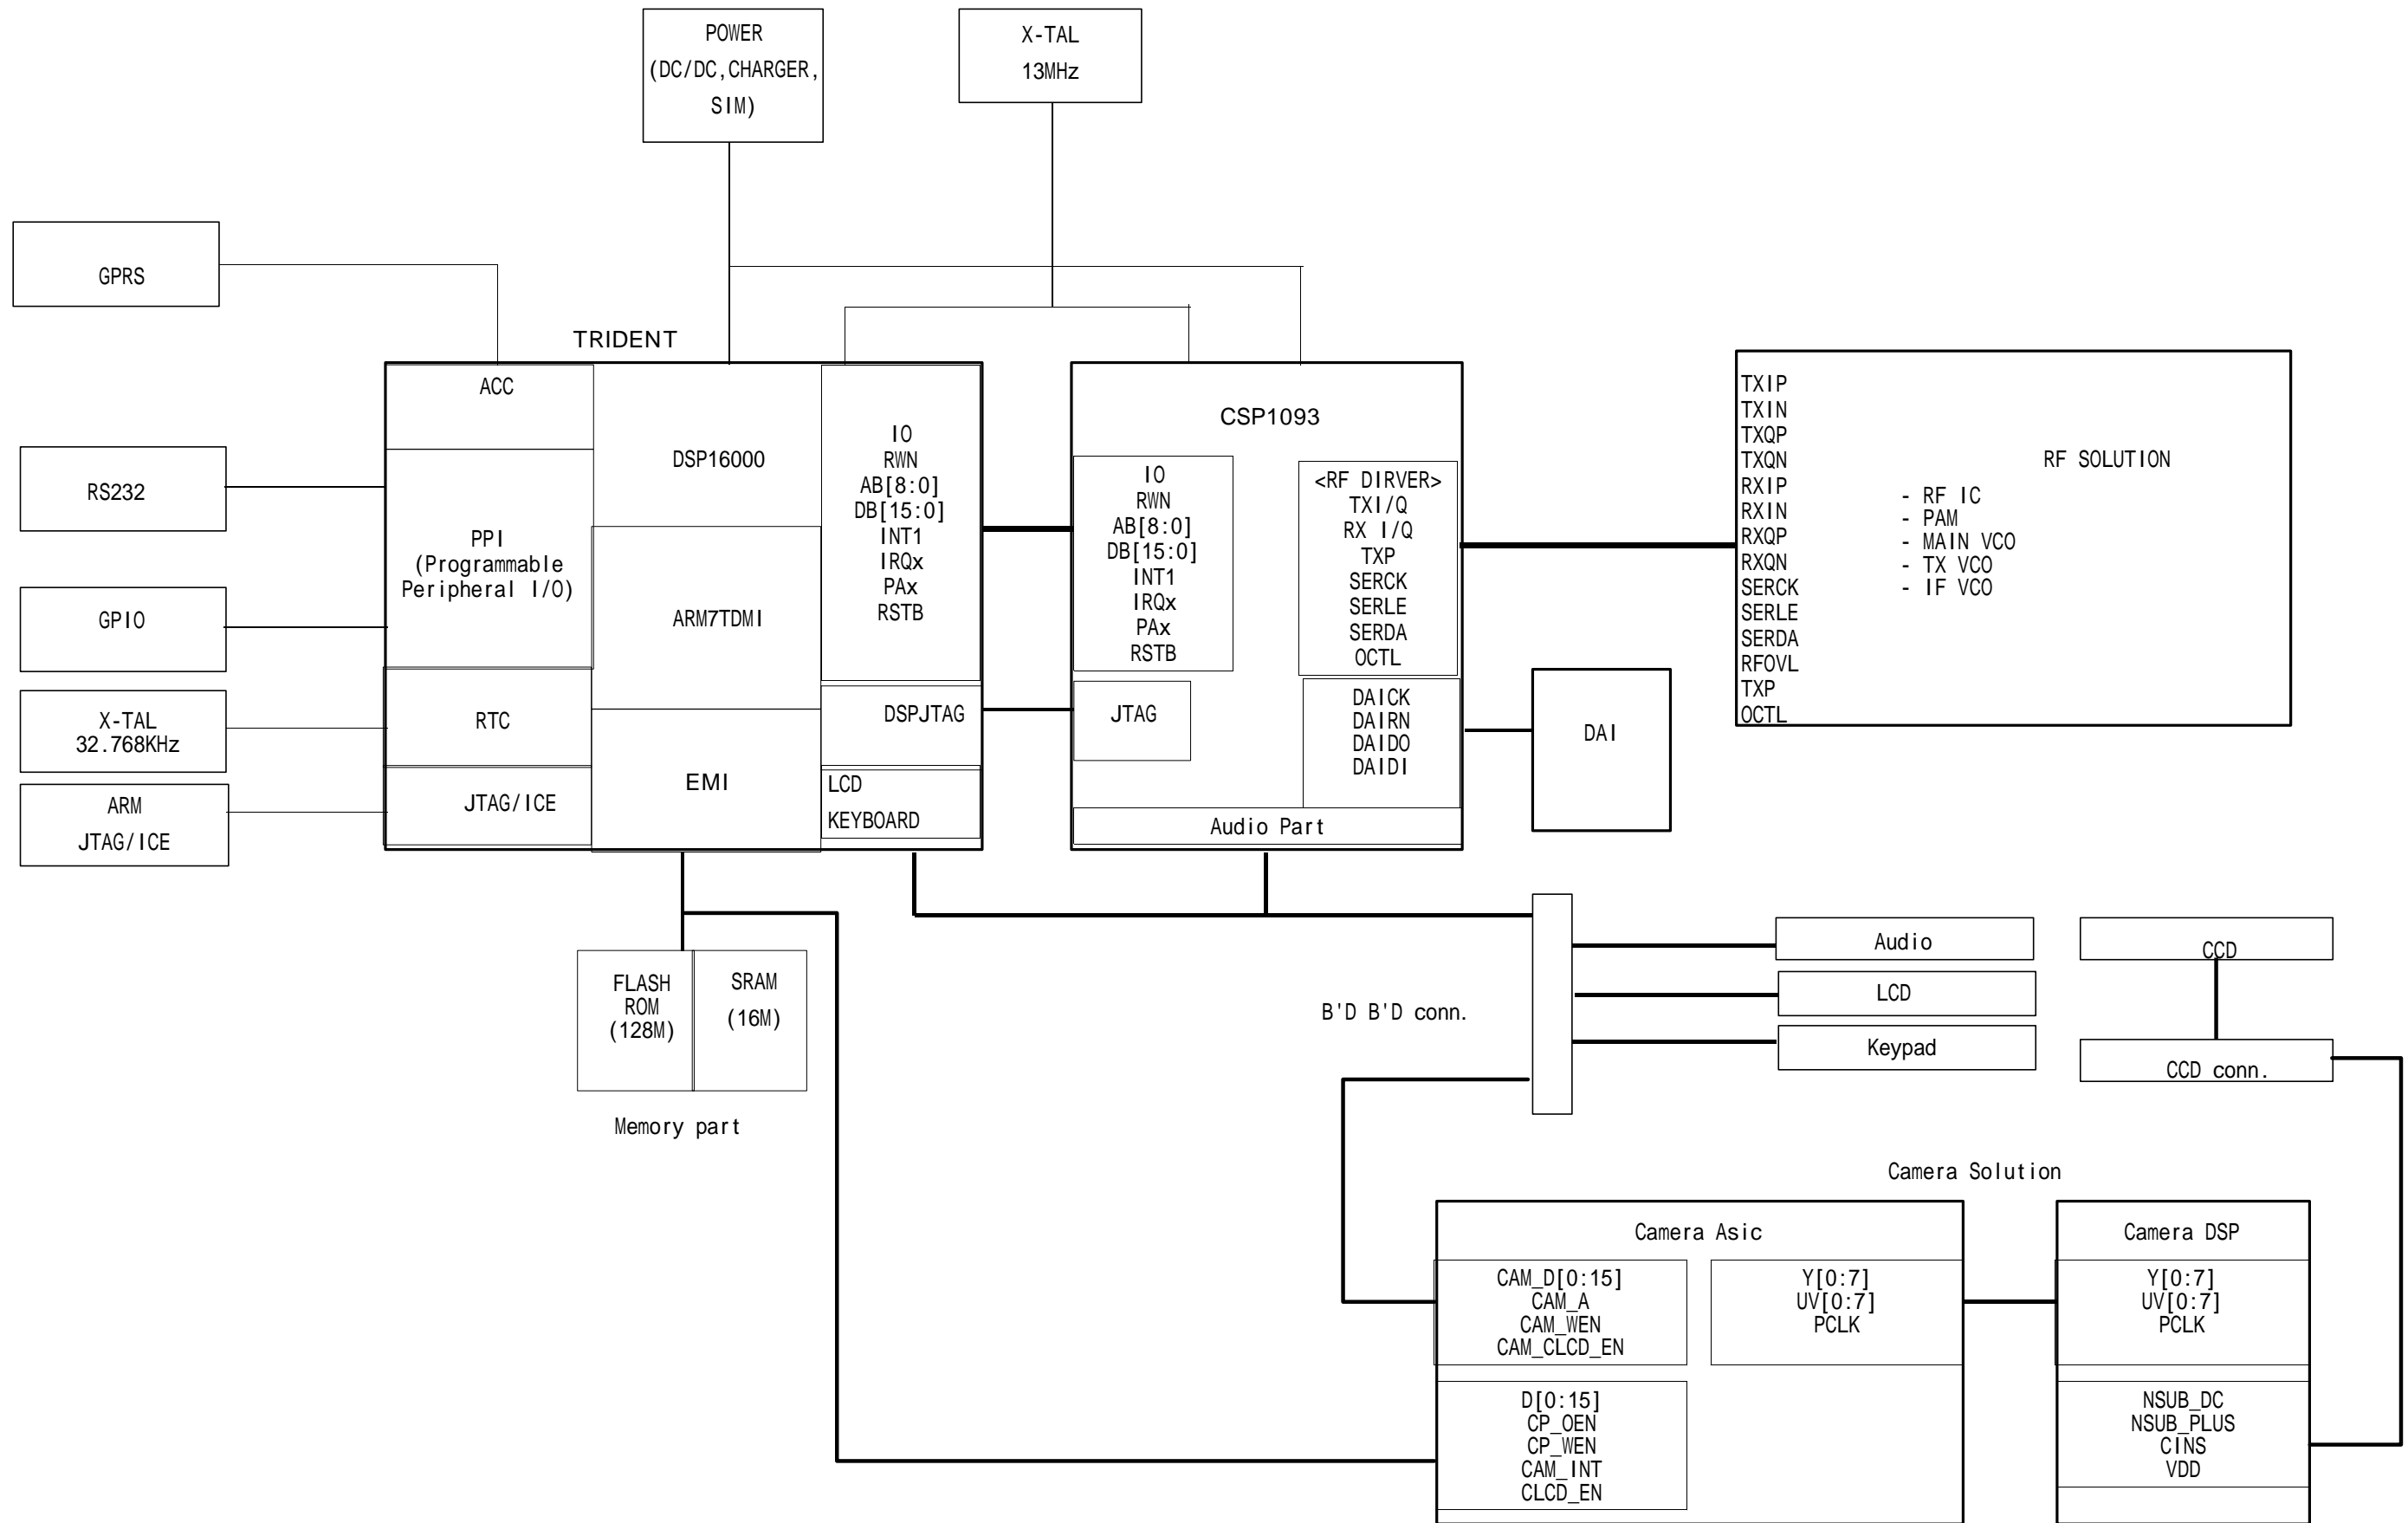 POWER
(DC/DC,CHARGER,
SIM)
X-TAL
13MHz
GPRS
TRIDENT
ACC
DSP16000
IO
RWN
AB[8:0]
DB[15:0]
INT1
IRQx
PAx
RSTB
PPI
(Programmable
Peripheral I/O)
ARM7TDMI
RTC
DSPJTAG
JTAG/ICE
EMI
LCD
KEYBOARD
RS232
GPIO
X-TAL
32.768KHz
ARM
JTAG/ICE
CSP1093
IO
RWN
AB[8:0]
DB[15:0]
INT1
IRQx
PAx
RSTB
<RF DIRVER>
TXI/Q
RX I/Q
TXP
SERCK
SERLE
SERDA
OCTL
JTAG
DAICK
DAIRN
DAIDO
DAIDI
Audio Part
DAI
TXIP
TXIN
TXQP
TXQN
RXIP
RXIN
RXQP
RXQN
SERCK
SERLE
SERDA
RFOVL
TXP
OCTL
RF SOLUTION
- RF IC
- PAM
- MAIN VCO
- TX VCO
- IF VCO
FLASH
ROM
(128M)
SRAM
(16M)
Memory part
B'D B'D conn.
Audio
LCD
Keypad
CCD
CCD conn.
Camera Solution
Camera Asic
CAM_D[0:15]
CAM_A
CAM_WEN
CAM_CLCD_EN
Y[0:7]
UV[0:7]
PCLK
D[0:15]
CP_OEN
CP_WEN
CAM_INT
CLCD_EN
Camera DSP
Y[0:7]
UV[0:7]
PCLK
NSUB_DC
NSUB_PLUS
CINS
VDD